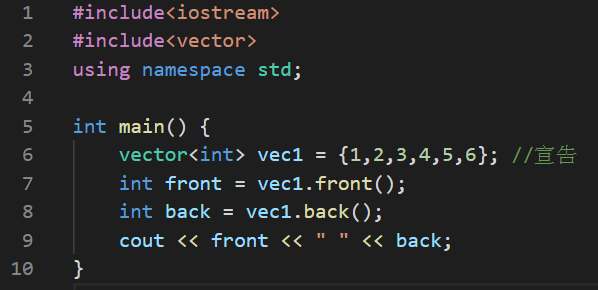 1 #include<iostream>
2 #include<vector>
3 using namespace std;
4
5 int main() {
6     vector<int> vec1 = {1,2,3,4,5,6}; //宣告
7     int front = vec1.front();
8     int back = vec1.back();
9     cout << front << " " << back;
10 }